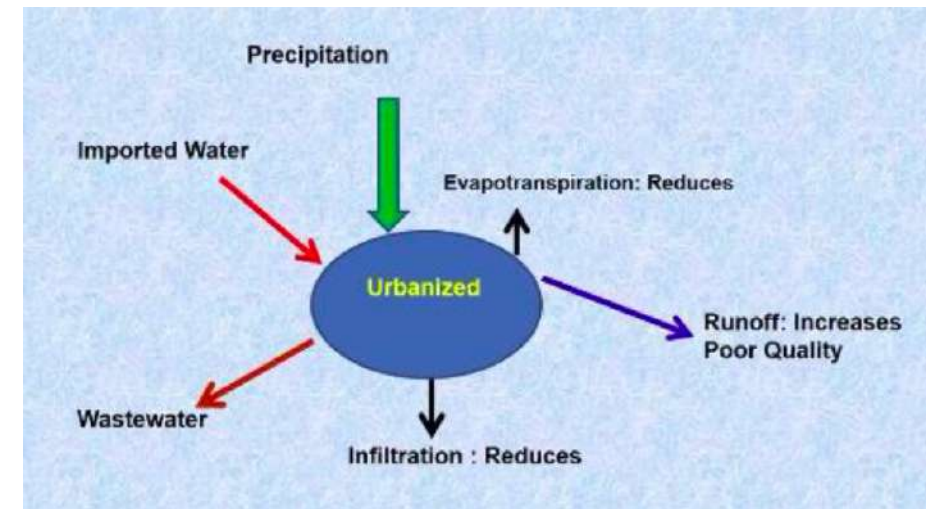 Precipitation
Imported Water
Evapotranspiration: Reduces
Urbanized
Runoff: Increases
Poor Quality
Wastewater
Infiltration : Reduces